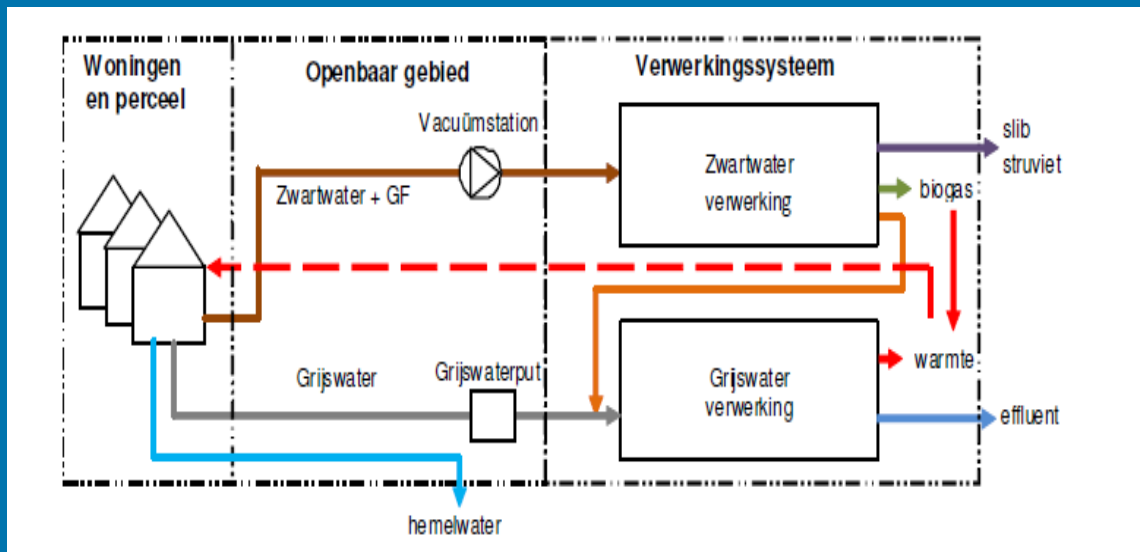 Woningen
en perceel
Openbaar gebied
Verwerkingssysteem
Vacuümstation
Zwartwater + GF
Zwartwater
verwerking
slib
struviet
biogas
Grijswater
Grijswaterput
Grijswater
verwerking
warmte
effluent
hemelwater